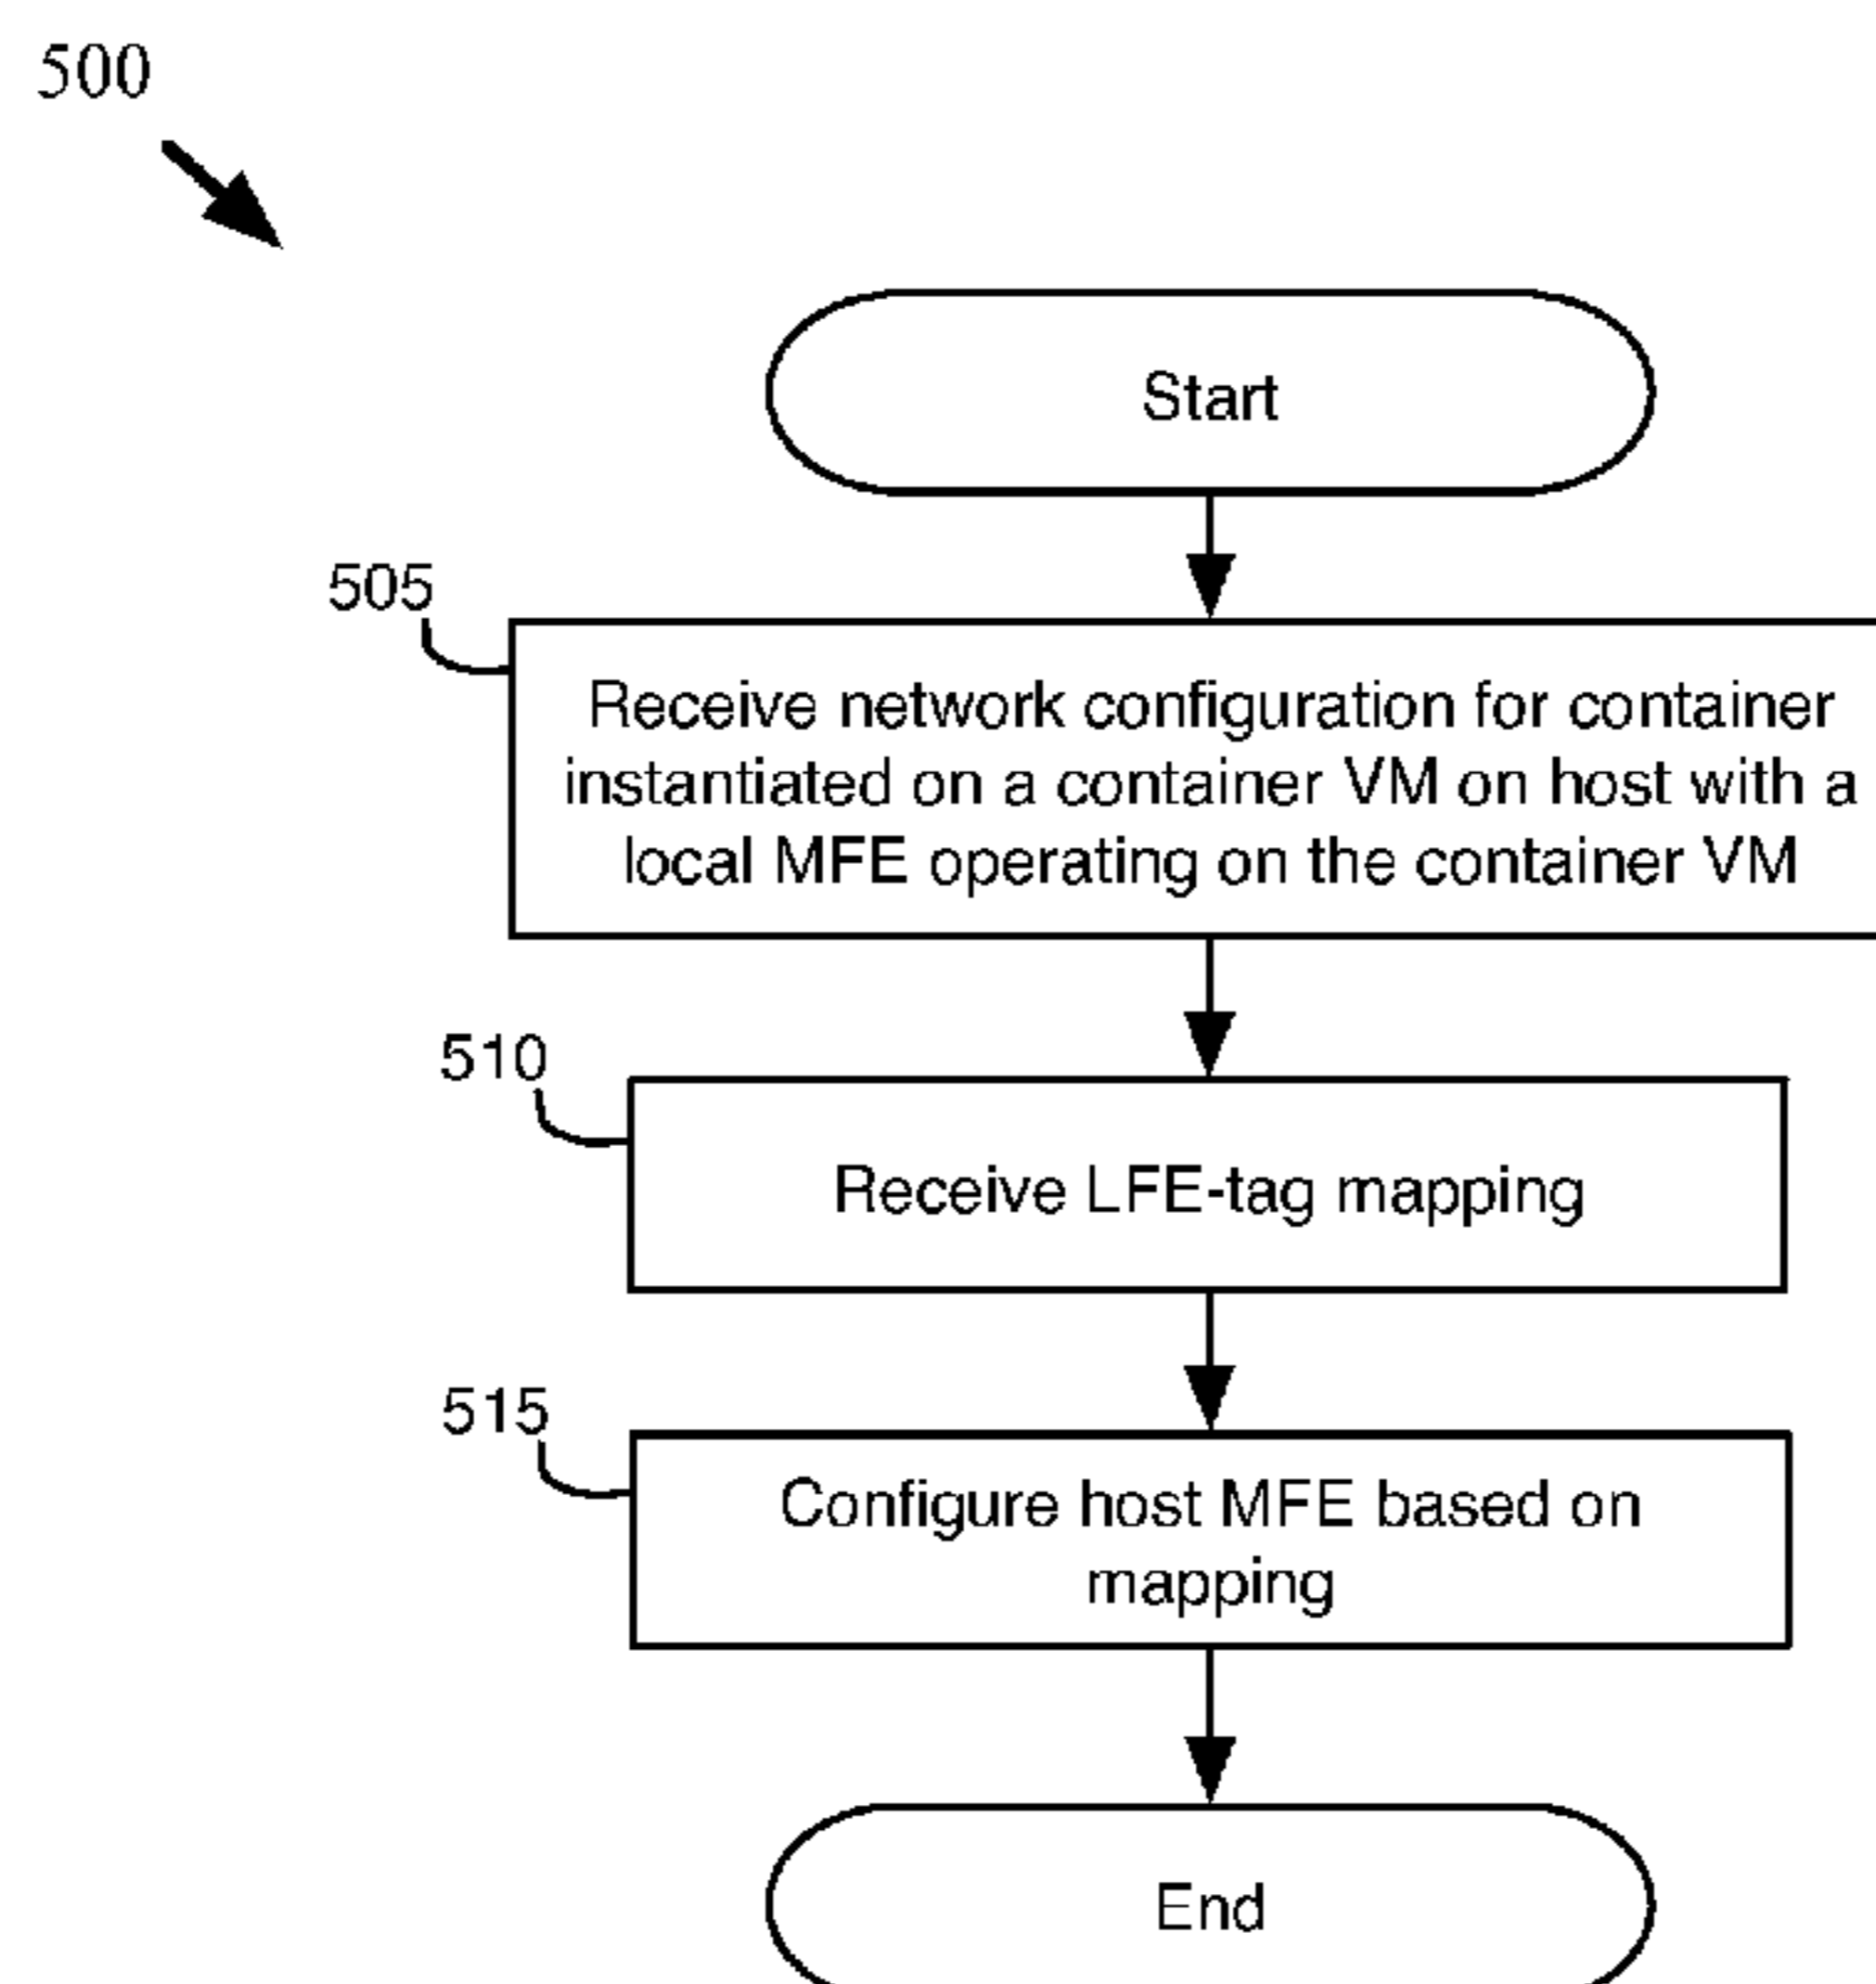 500
Start
505
Receive network configuration for container
instantiated on a container VM on host with a
local MFE operating on the container VM
510
Receive LFE-tag mapping
515
Configure host MFE based on
mapping
End